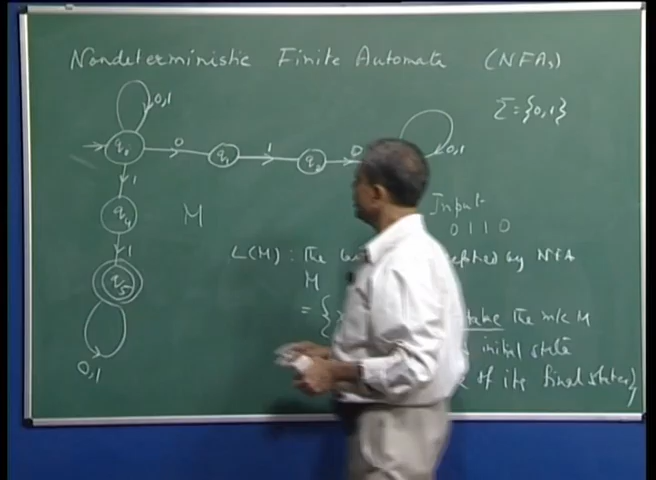 Nondeterministic Finite Automata (NFAs)
Σ = {0,1}
0,1
q₀ 0 q₁ 1 q₂ 0
0,1
1
q₄
M
Input
0 1 1 0
1
q₅
0,1
L(M) : The by NFA
M
= { take The m/c M
initial state
of its final states}